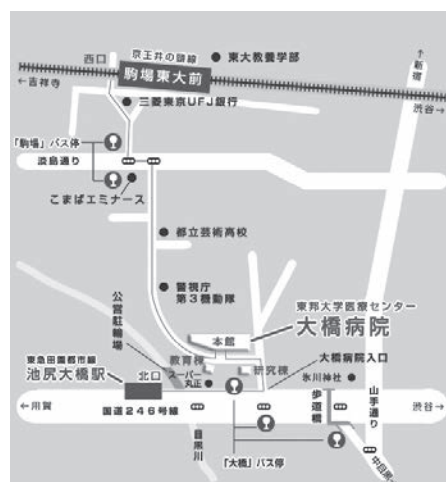 西口
京王井の頭線
駒場東大前
東大教養学部
↑新宿
←吉祥寺
渋谷→
三菱東京UFJ銀行
「駒場」バス停
淡島通り
こまばエミナース
都立芸術高校
警視庁
第3機動隊
公営駐輪場
東邦大学医療センター
大橋病院
本館
教育棟
研究棟
大橋病院入口
東急田園都市線
池尻大橋駅
北口
スーパー
丸正
氷川神社
歩道橋
山手通り
←用賀
国道246号線
渋谷→
目黒川
「大橋」バス停
中目黒→